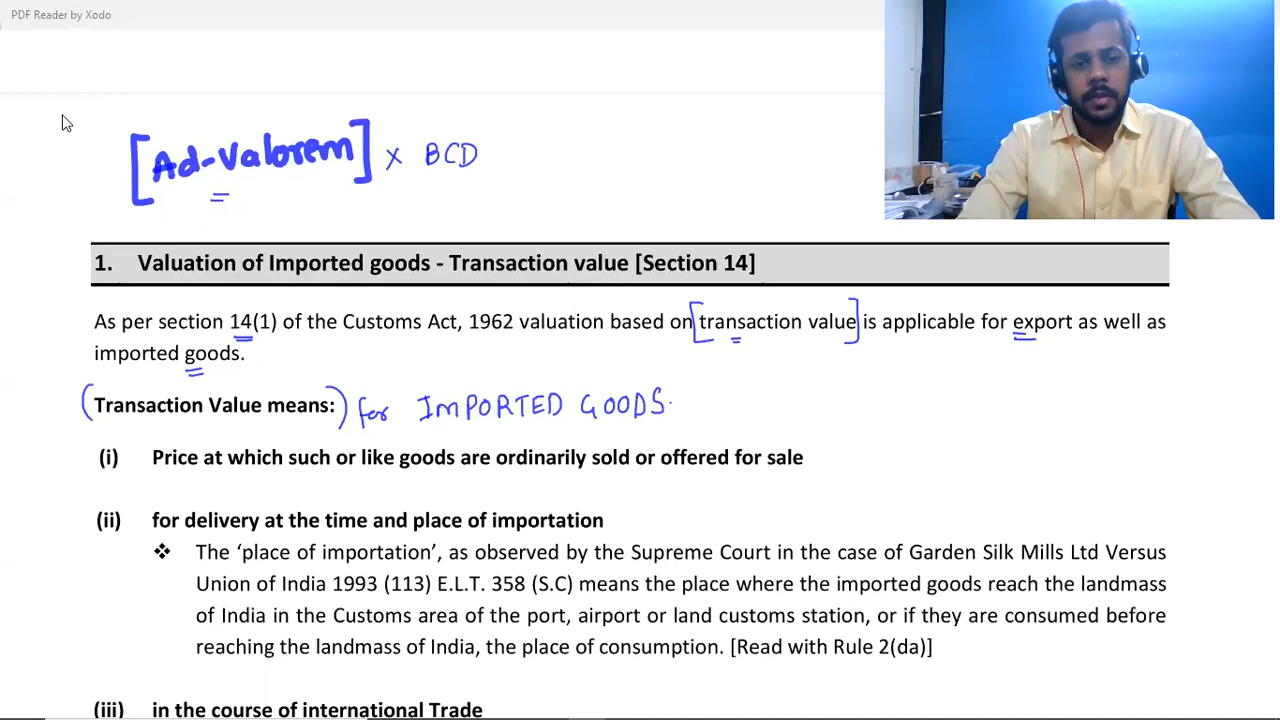 PDF Reader by Xodo
[Ad-Valorem] x BCD
1. Valuation of Imported goods - Transaction value [Section 14]
As per section 14(1) of the Customs Act, 1962 valuation based on [transaction value] is applicable for export as well as
imported goods.
(Transaction Value means:) for IMPORTED GOODS.
(i) Price at which such or like goods are ordinarily sold or offered for sale
(ii) for delivery at the time and place of importation
❖ The ‘place of importation’, as observed by the Supreme Court in the case of Garden Silk Mills Ltd Versus
Union of India 1993 (113) E.L.T. 358 (S.C) means the place where the imported goods reach the landmass
of India in the Customs area of the port, airport or land customs station, or if they are consumed before
reaching the landmass of India, the place of consumption. [Read with Rule 2(da)]
(iii) in the course of international Trade